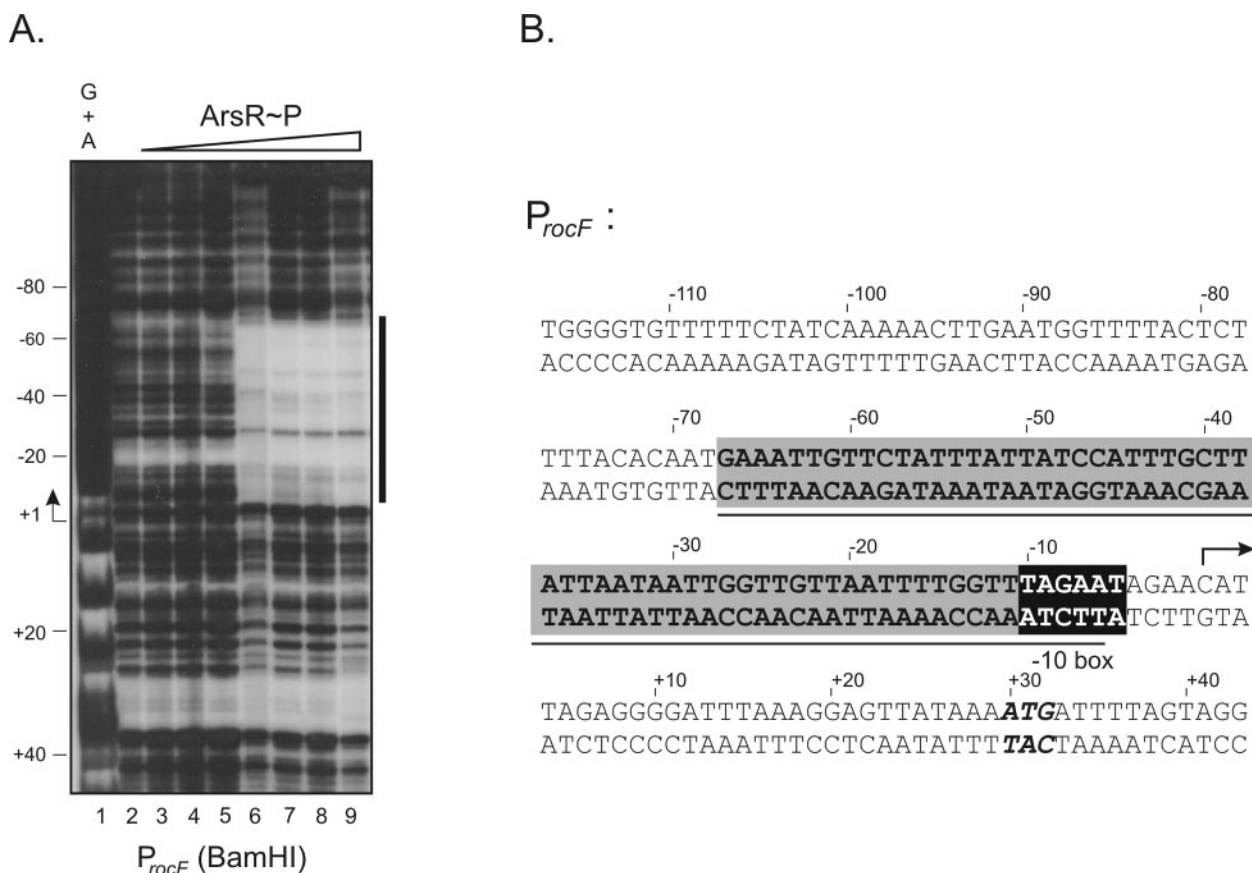 A.
G
+
A
ArsR~P
-80
-60
-40
-20
+1
+20
+40
1 2 3 4 5 6 7 8 9
ProcF (BamHI)
B.
ProcF :
-110 -100 -90 -80
TGGGGTGTTTTTCTATCAAAAACTTGAATGGTTTTACTCT
ACCCCACAAAAAGATAGTTTTTGAACTTACCAAAATGAGA
-70 -60 -50 -40
TTTACACAATGAAATTGTTCTATTTATTATCCATTTGCTT
AAATGTGTTACTTTAACAAGATAAATAATAGGTAAACGAA
-30 -20 -10
ATTAATAATTGGTTGTTAATTTTGGTTTAGAATAGAACAT
TAATTATTAACCAACAATTAAAACCAAATCTTATCTTGTA
-10 box
+10 +20 +30 +40
TAGAGGGGATTTAAAGGAGTTATAAAATGATTTTAGTAGG
ATCTCCCCTAAATTTCCTCAATATTTTACTAAAATCATCC